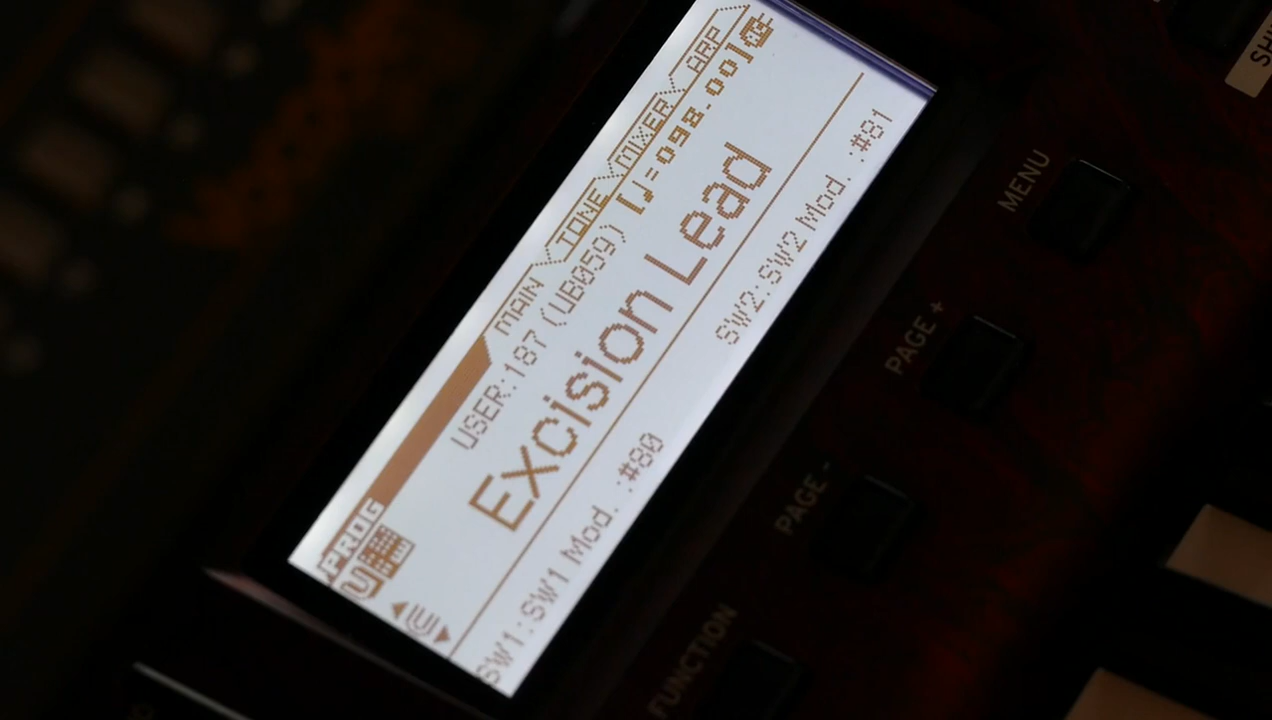 PROG MAIN TONE MIXER ARP
U USER:187 (UB059) [♩=098.00]
U Excision Lead
SW1:SW1 Mod. :#80 SW2:SW2 Mod. :#81
MENU
PAGE +
PAGE-
FUNCTION